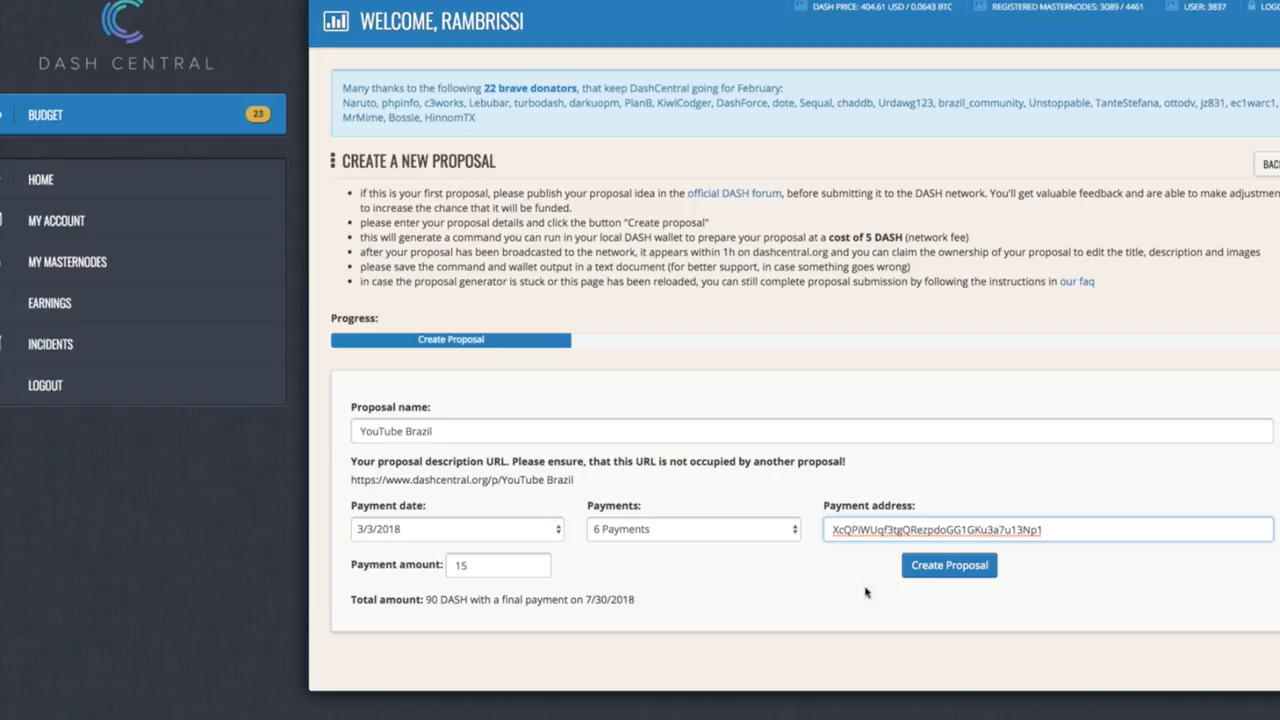 DASH CENTRAL
WELCOME, RAMBRISSI
DASH PRICE: 404.61 USD / 0.0643 BTC
REGISTERED MASTERNODES: 3089 / 4461
USER: 3837
BUDGET
23
HOME
MY ACCOUNT
MY MASTERNODES
EARNINGS
INCIDENTS
LOGOUT
Many thanks to the following 22 brave donators, that keep DashCentral going for February:
Naruto, phpinfo, c3works, Lebubar, turbodash, darkuopm, PlanB, KiwiCodger, DashForce, dote, Sequal, chaddb, Urdawg123, brazil_community, Unstoppable, TanteStefana, ottodv, jz831, ec1warc1,
MrMime, Bossie, HinnomTX
CREATE A NEW PROPOSAL
if this is your first proposal, please publish your proposal idea in the official DASH forum, before submitting it to the DASH network. You'll get valuable feedback and are able to make adjustmen
to increase the chance that it will be funded.
please enter your proposal details and click the button "Create proposal"
this will generate a command you can run in your local DASH wallet to prepare your proposal at a cost of 5 DASH (network fee)
after your proposal has been broadcasted to the network, it appears within 1h on dashcentral.org and you can claim the ownership of your proposal to edit the title, description and images
please save the command and wallet output in a text document (for better support, in case something goes wrong)
in case the proposal generator is stuck or this page has been reloaded, you can still complete proposal submission by following the instructions in our faq
Progress:
Create Proposal
Proposal name:
YouTube Brazil
Your proposal description URL. Please ensure, that this URL is not occupied by another proposal!
https://www.dashcentral.org/p/YouTube Brazil
Payment date:
Payments:
Payment address:
3/3/2018
6 Payments
XcQPiWUqf3tgQRezpdoGG1GKu3a7u13Np1
Payment amount:
15
Create Proposal
Total amount: 90 DASH with a final payment on 7/30/2018